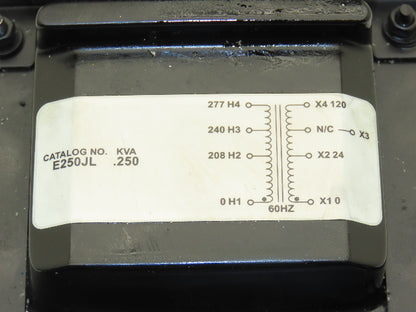 277 H4 X4 120
240 H3 N/C X3
CATALOG NO. KVA
E250JL .250
208 H2 X2 24
0 H1 X1 0
60HZ